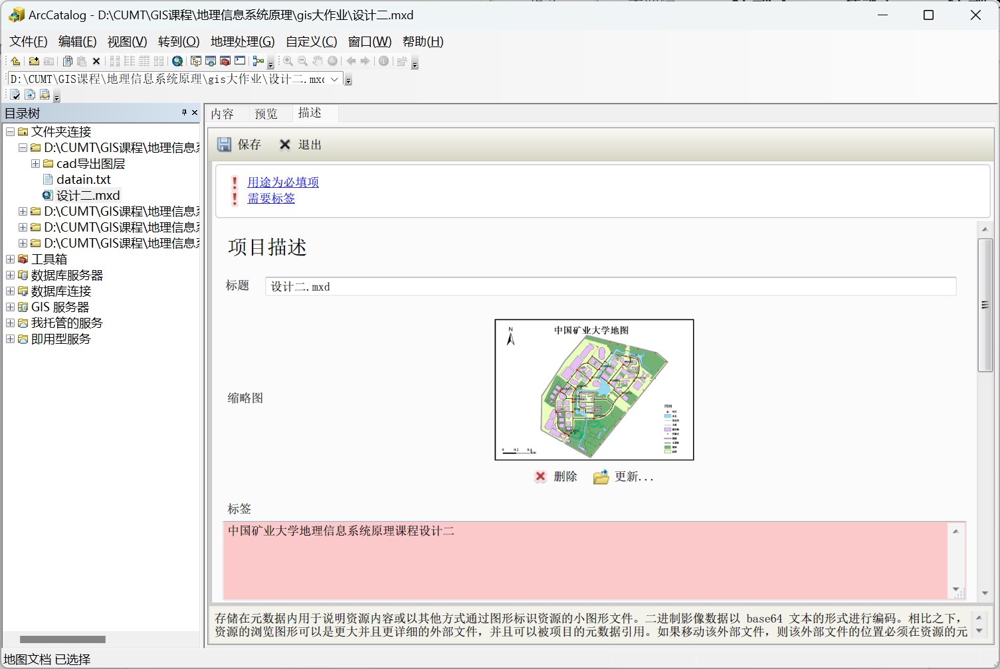 ArcCatalog - D:\CUMT\GIS课程\地理信息系统原理\gis大作业\设计二.mxd
文件(F) 编辑(E) 视图(V) 转到(O) 地理处理(G) 自定义(C) 窗口(W) 帮助(H)
D:\CUMT\GIS课程\地理信息系统原理\gis大作业\设计二.mxd
目录树
文件夹连接
D:\CUMT\GIS课程\地理信息系
cad导出图层
datain.txt
设计二.mxd
D:\CUMT\GIS课程\地理信息系
D:\CUMT\GIS课程\地理信息系
D:\CUMT\GIS课程\地理信息系
工具箱
数据库服务器
数据库连接
GIS 服务器
我托管的服务
即用型服务
内容 预览 描述
保存 退出
用途为必填项
需要标签
项目描述
标题 设计二.mxd
缩略图
N
中国矿业大学地图
图例
0 0.2 0.4
删除 更新...
标签
中国矿业大学地理信息系统原理课程设计二
存储在元数据内用于说明资源内容或以其他方式通过图形标识资源的小图形文件。二进制影像数据以 base64 文本的形式进行编码。相比之下，
资源的浏览图形可以是更大并且更详细的外部文件，并且可以被项目的元数据引用。如果移动该外部文件，则该外部文件的位置必须在资源的元
地图文档 已选择